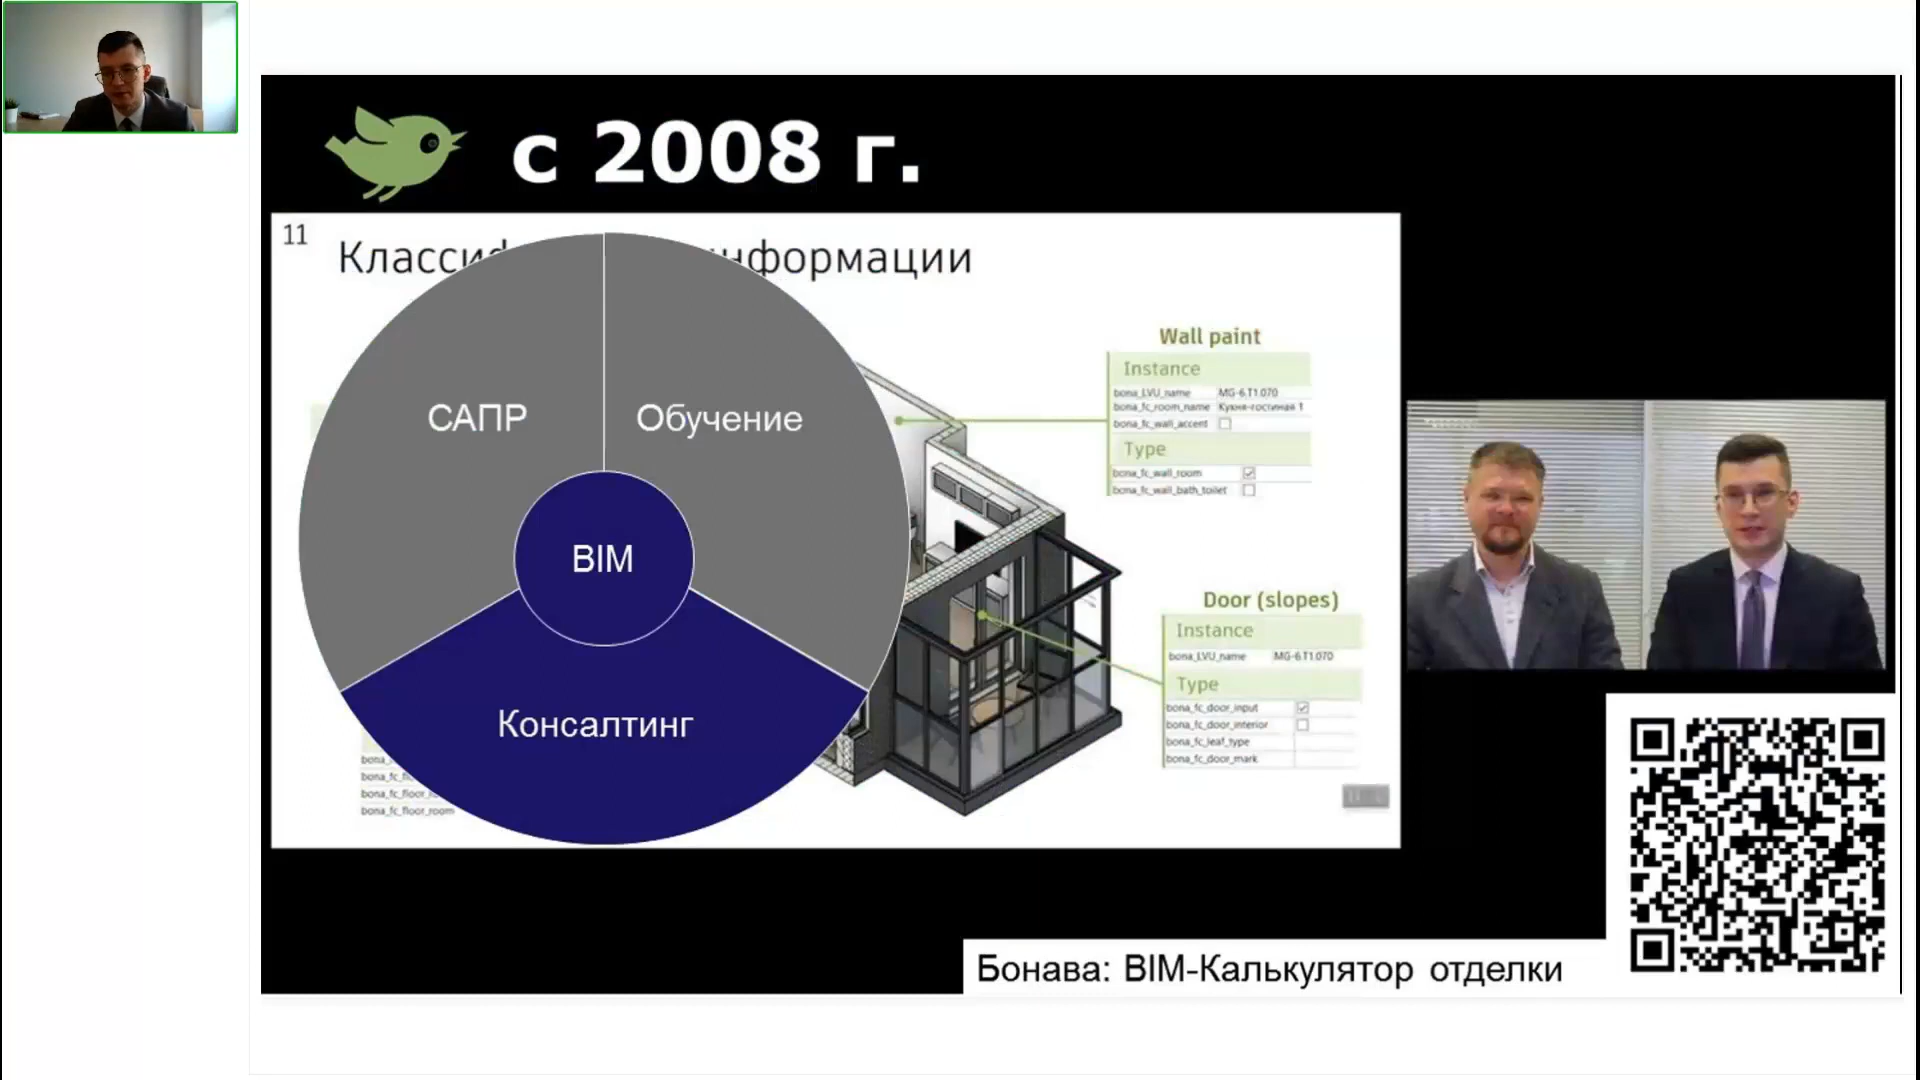 с 2008 г.
11
Класси
нформации
САПР
Обучение
BIM
Консалтинг
Wall paint
Instance
bona_LVU_name MG-6.T1.070
bona_fc_room_name Кухня-гостиная 1
bona_fc_wall_accent
Type
bona_fc_wall_room
bona_fc_wall_bath_toilet
Door (slopes)
Instance
bona_LVU_name MG-6.T1.070
Type
bona_fc_door_input
bona_fc_door_interior
bona_fc_leaf_type
bona_fc_door_mark
bona_fc_floor_room
Бонава: BIM-Калькулятор отделки